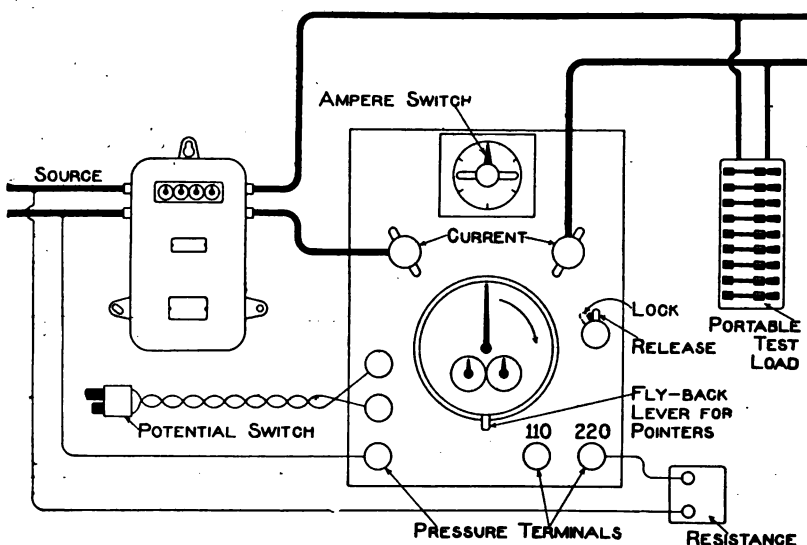 AMPERE SWITCH
SOURCE
CURRENT
LOCK
RELEASE
PORTABLE
TEST
LOAD
FLY-BACK
LEVER FOR
POINTERS
POTENTIAL SWITCH
110 220
PRESSURE TERMINALS
RESISTANCE